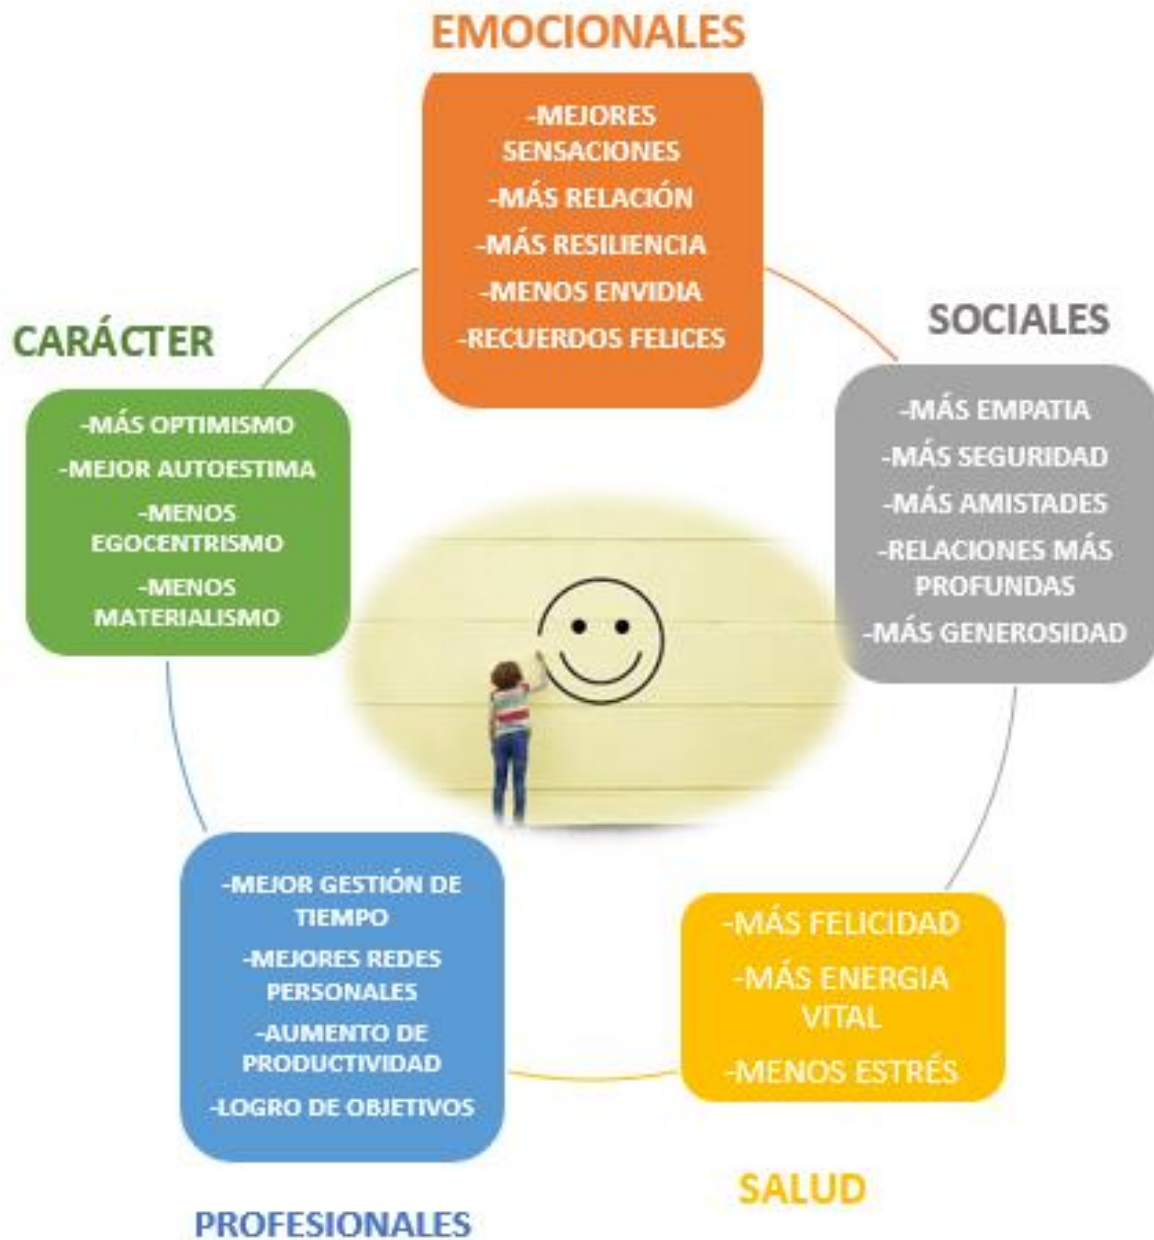 EMOCIONALES
-MEJORES
SENSACIONES
-MÁS RELACIÓN
-MÁS RESILIENCIA
-MENOS ENVIDIA
-RECUERDOS FELICES
SOCIALES
-MÁS EMPATIA
-MÁS SEGURIDAD
-MÁS AMISTADES
-RELACIONES MÁS
PROFUNDAS
-MÁS GENEROSIDAD
CARÁCTER
-MÁS OPTIMISMO
-MEJOR AUTOESTIMA
-MENOS
EGOCENTRISMO
-MENOS
MATERIALISMO
-MEJOR GESTIÓN DE
TIEMPO
-MEJORES REDES
PERSONALES
-AUMENTO DE
PRODUCTIVIDAD
-LOGRO DE OBJETIVOS
PROFESIONALES
-MÁS FELICIDAD
-MÁS ENERGIA
VITAL
-MENOS ESTRÉS
SALUD